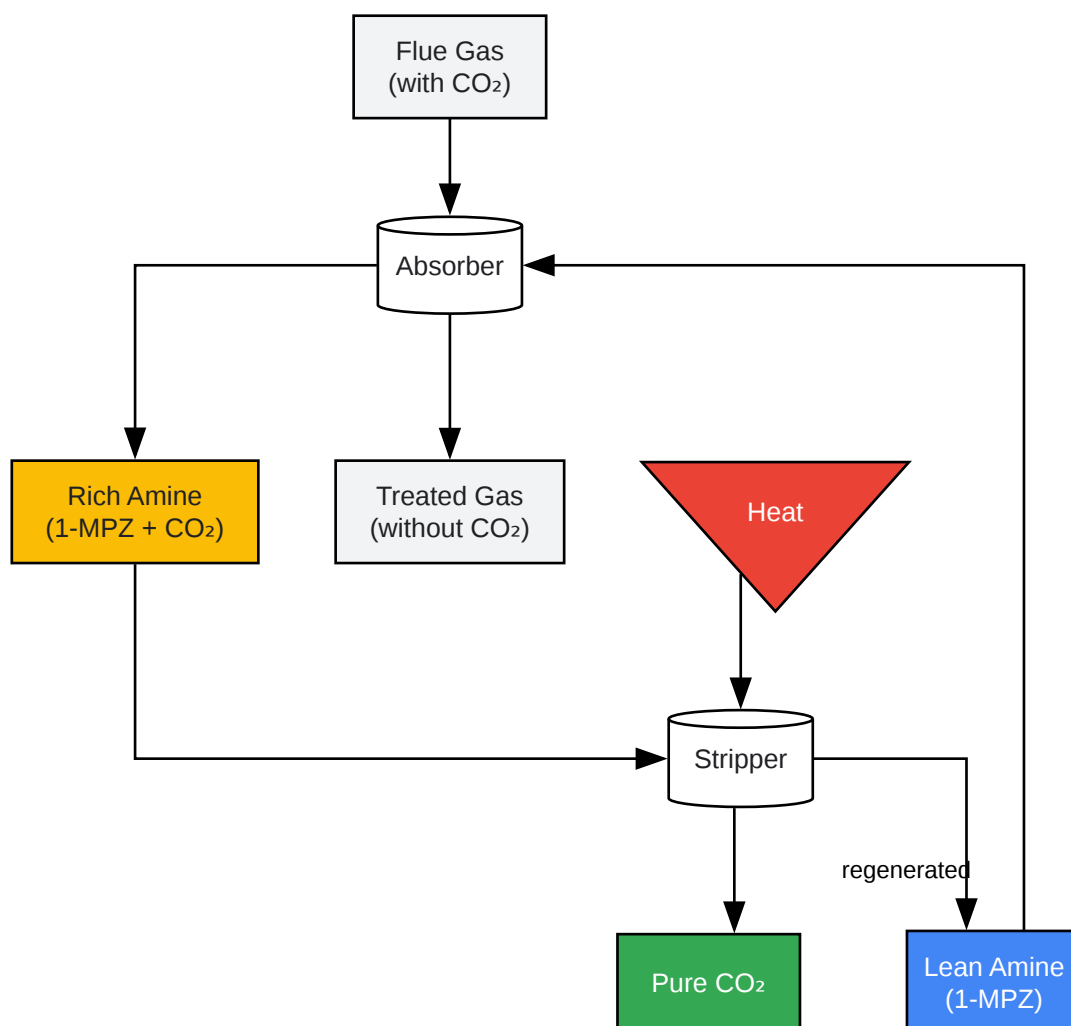 Flue Gas
(with CO₂)
Absorber
Rich Amine
(1-MPZ + CO₂)
Treated Gas
(without CO₂)
Heat
Stripper
regenerated
Pure CO₂
Lean Amine
(1-MPZ)